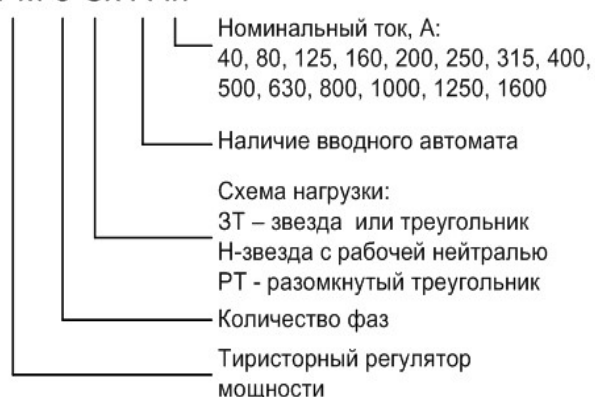 Номинальный ток, А:
40, 80, 125, 160, 200, 250, 315, 400,
500, 630, 800, 1000, 1250, 1600
Наличие вводного автомата
Схема нагрузки:
ЗТ – звезда или треугольник
Н-звезда с рабочей нейтралью
РТ - разомкнутый треугольник
Количество фаз
Тиристорный регулятор
мощности